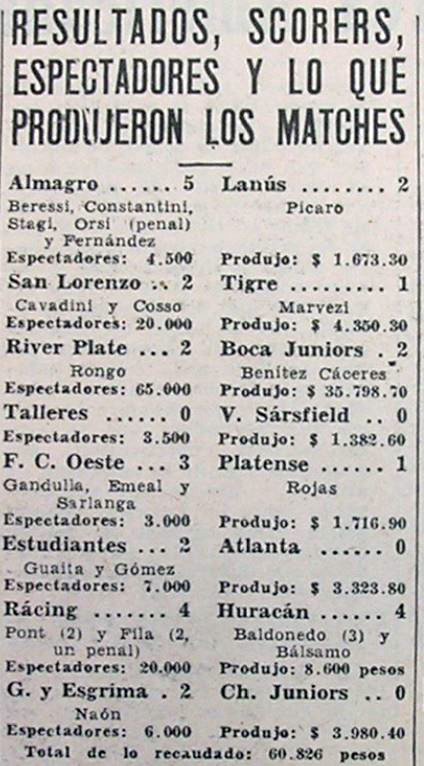 RESULTADOS, SCORERS,
ESPECTADORES Y LO QUE
PRODUJERON LOS MATCHES
Almagro ...... 5 Lanús ........ 2
Beressi, Constantini, Picaro
Stagi, Orsi (penal)
y Fernández
Espectadores: 4.500 Produjo: $ 1.673.30
San Lorenzo .. 2 Tigre ......... 1
Cavadini y Cosso Marvezi
Espectadores: 20.000 Produjo: $ 4.350.30
River Plate ... 2 Boca Juniors . 2
Rongo Benítez Cáceres
Espectadores: 65.000 Produjo: $ 35.798.70
Talleres ...... 0 V. Sársfield .. 0
Espectadores: 3.500 Produjo: $ 1.382.60
F. C. Oeste ... 3 Platense ...... 1
Gandulla, Emeal y Rojas
Sarlanga
Espectadores: 3.000 Produjo: $ 1.716.90
Estudiantes ... 2 Atlanta ...... 0
Guaita y Gómez
Espectadores: 7.000 Produjo: $ 3.323.80
Rácing ....... 4 Huracán ...... 4
Pont (2) y Fila (2, Baldonedo (3) y
un penal) Bálsamo
Espectadores: 20.000 Produjo: 8.600 pesos
G. y Esgrima . 2 Ch. Juniors .. 0
Naón
Espectadores: 6.000 Produjo: $ 3.980.40
Total de lo recaudado: 60.826 pesos